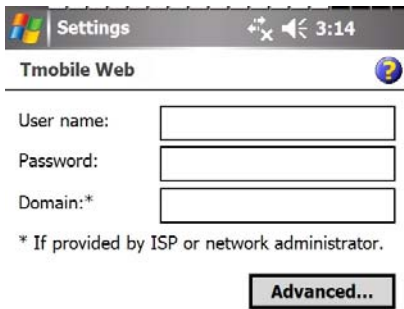 Settings 3:14
Tmobile Web ?
User name:
Password:
Domain:*
* If provided by ISP or network administrator.
Advanced...